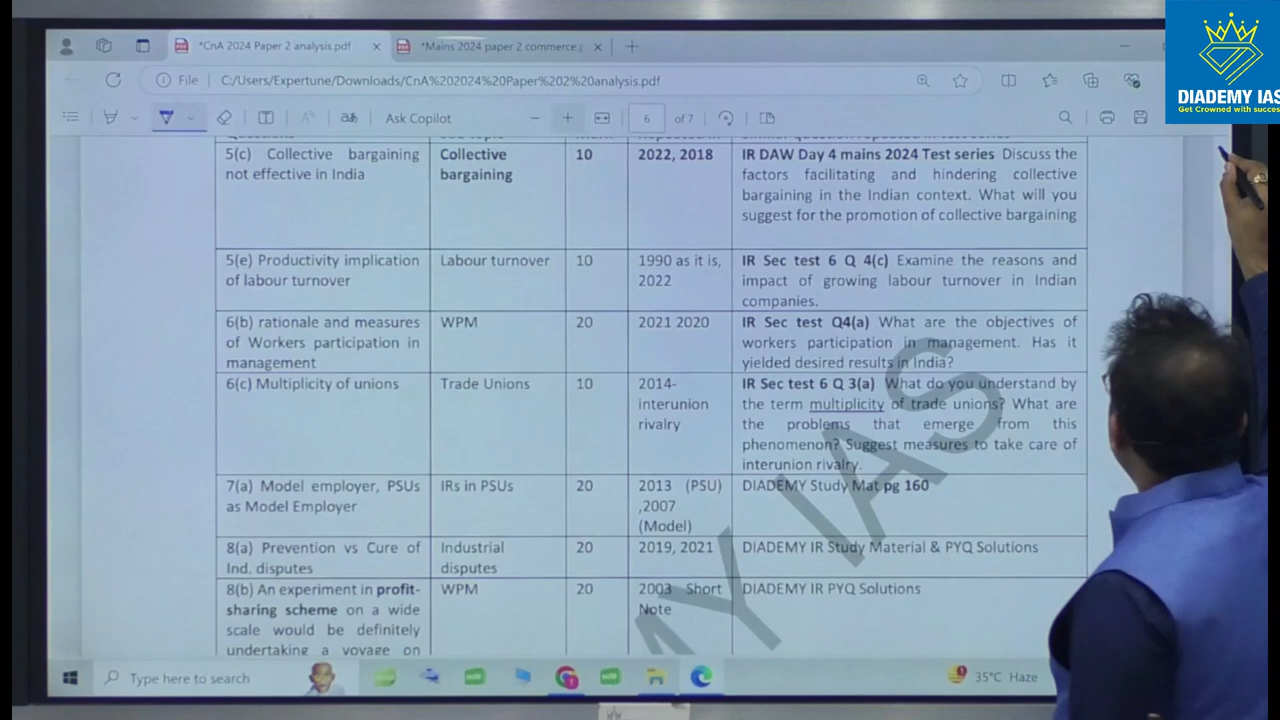 *CnA 2024 Paper 2 analysis.pdf
*Mains 2024 paper 2 commerce
File C:/Users/Expertune/Downloads/CnA%202024%20Paper%202%20analysis.pdf
Ask Copilot 6 of 7
DIADEMY IAS
Get Crowned with success
5(c) Collective bargaining not effective in India
Collective bargaining
10
2022, 2018
IR DAW Day 4 mains 2024 Test series Discuss the
factors facilitating and hindering collective
bargaining in the Indian context. What will you
suggest for the promotion of collective bargaining
5(e) Productivity implication
of labour turnover
Labour turnover
10
1990 as it is,
2022
IR Sec test 6 Q 4(c) Examine the reasons and
impact of growing labour turnover in Indian
companies.
6(b) rationale and measures
of Workers participation in
management
WPM
20
2021 2020
IR Sec test Q4(a) What are the objectives of
workers participation in management. Has it
yielded desired results in India?
6(c) Multiplicity of unions
Trade Unions
10
2014-
interunion
rivalry
IR Sec test 6 Q 3(a) What do you understand by
the term multiplicity of trade unions? What are
the problems that emerge from this
phenomenon? Suggest measures to take care of
interunion rivalry.
7(a) Model employer, PSUs
as Model Employer
IRs in PSUs
20
2013 (PSU)
,2007
(Model)
DIADEMY Study Mat pg 160
8(a) Prevention vs Cure of
Ind. disputes
Industrial
disputes
20
2019, 2021
DIADEMY IR Study Material & PYQ Solutions
8(b) An experiment in profit-
sharing scheme on a wide
scale would be definitely
undertaking a voyage on
WPM
20
2003 Short
Note
DIADEMY IR PYQ Solutions
MY IAS
Type here to search
35°C Haze